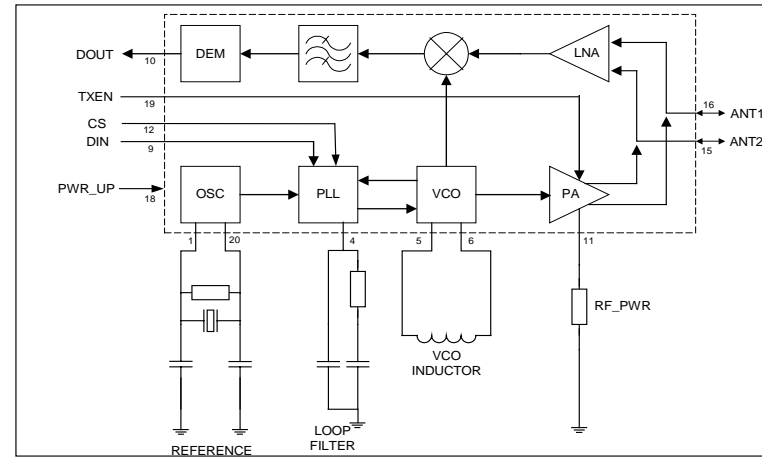 DOUT
10
DEM
LNA
TXEN
19
16
ANT1
CS
12
DIN
9
15
ANT2
PWR_UP
18
OSC
PLL
VCO
PA
1
20
4
5
6
11
RF_PWR
VCO
INDUCTOR
LOOP
FILTER
REFERENCE